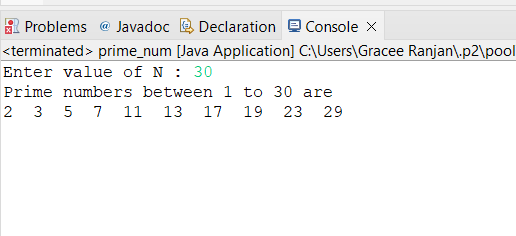 Problems @ Javadoc Declaration Console
<terminated> prime_num [Java Application] C:\Users\Gracee Ranjan\.p2\pool
Enter value of N : 30
Prime numbers between 1 to 30 are
2 3 5 7 11 13 17 19 23 29